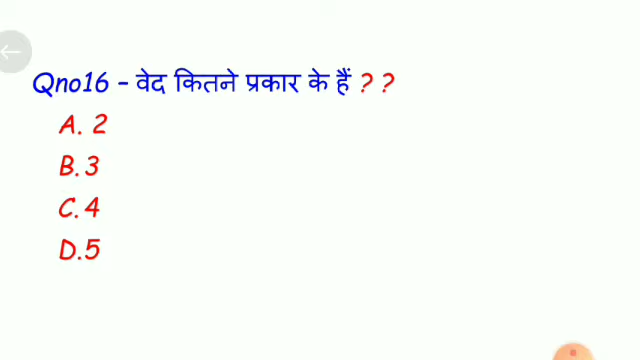 Qno16 - वेद कितने प्रकार के हैं ? ?
A. 2
B. 3
C. 4
D.5